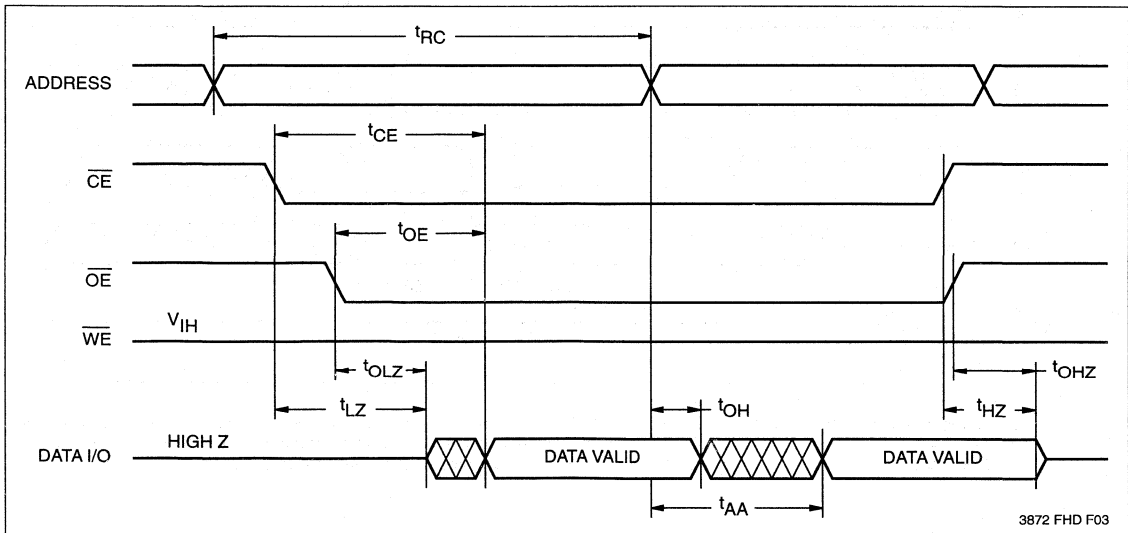 tRC
ADDRESS
tCE
CE
tOE
OE
VIH
WE
tOLZ
tOHZ
tLZ
tOH
tHZ
HIGH Z
DATA I/O
DATA VALID
DATA VALID
tAA
3872 FHD F03